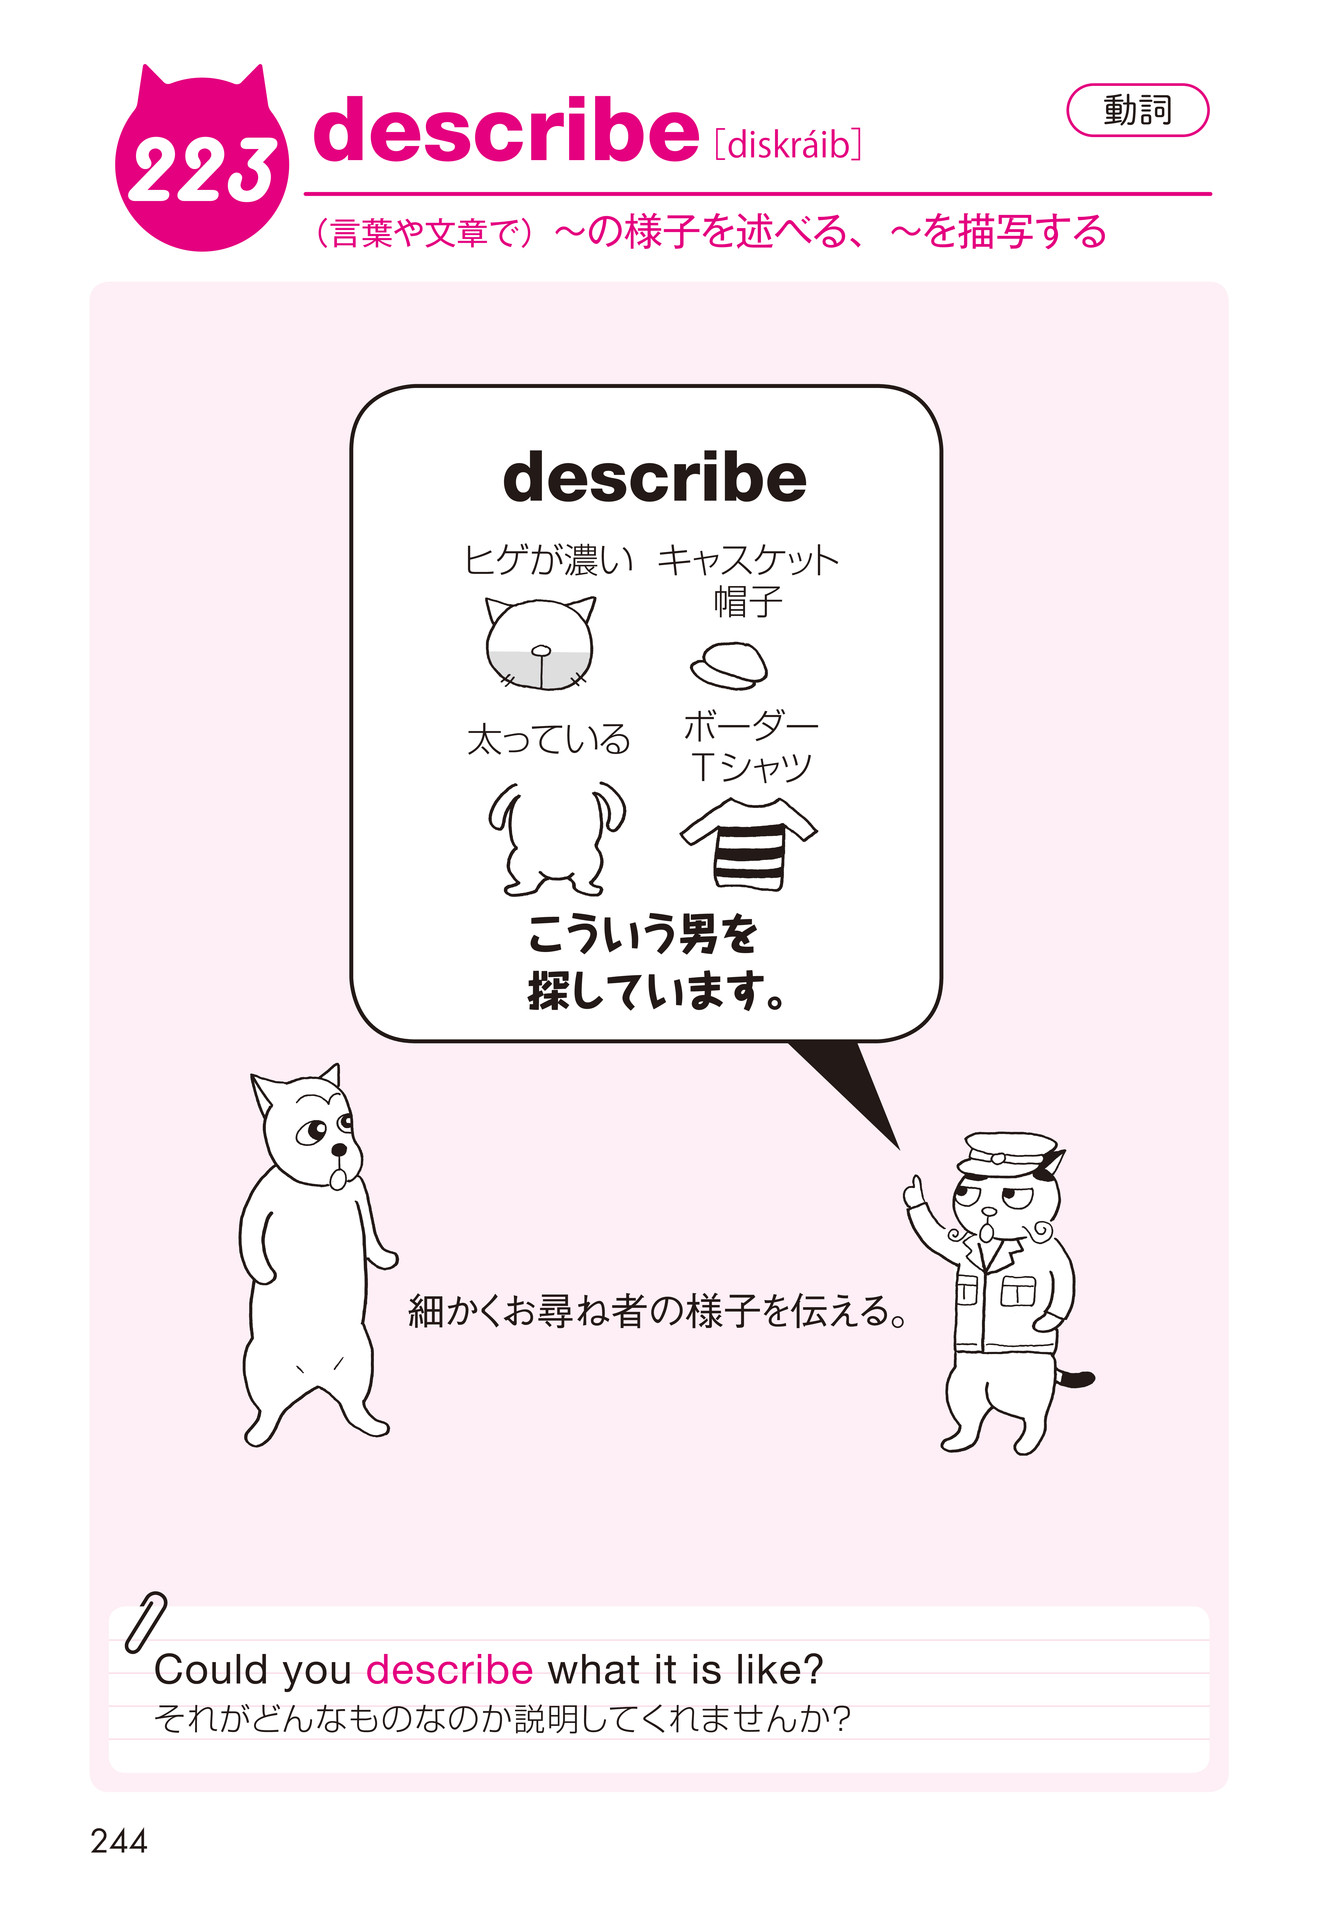 223
describe [diskráib]
動詞
（言葉や文章で）～の様子を述べる、～を描写する
describe
ヒゲが濃い
キャスケット
帽子
太っている
ボーダー
Tシャツ
こういう男を
探しています。
細かくお尋ね者の様子を伝える。
Could you describe what it is like?
それがどんなものなのか説明してくれませんか？
244